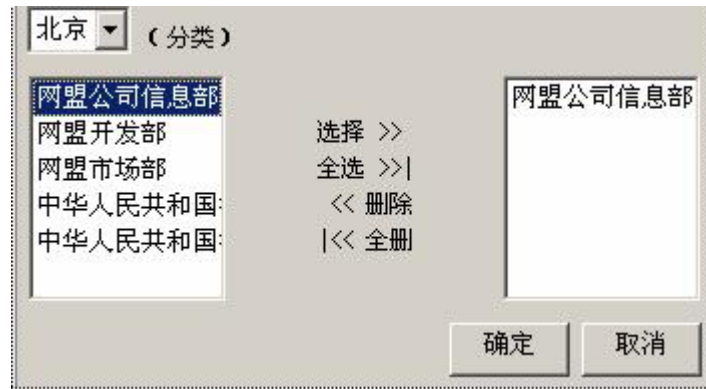 北京 (分类)
网盟公司信息部
网盟开发部
网盟市场部
中华人民共和国
中华人民共和国
选择 >>
全选 >>|
<< 删除
|<< 全删
网盟公司信息部
确定 取消